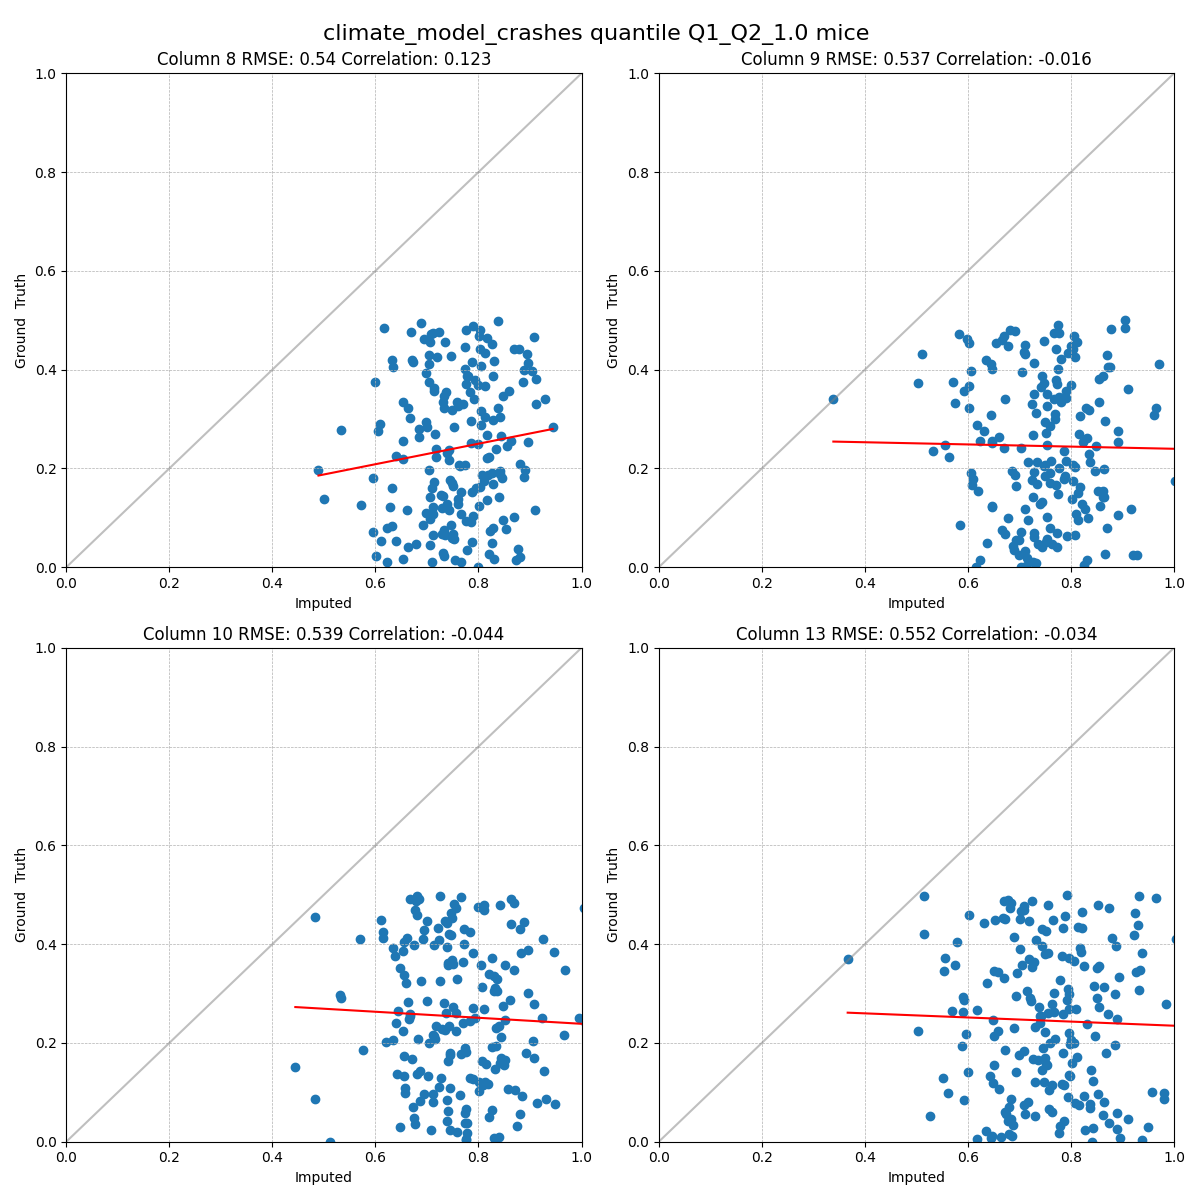 climate_model_crashes quantile Q1_Q2_1.0 mice
Column 8 RMSE: 0.54 Correlation: 0.123
1.0
0.8
0.6
0.4
0.2
0.0
Ground Truth
0.0 0.2 0.4 0.6 0.8 1.0
Imputed
Column 9 RMSE: 0.537 Correlation: -0.016
1.0
0.8
0.6
0.4
0.2
0.0
Ground Truth
0.0 0.2 0.4 0.6 0.8 1.0
Imputed
Column 10 RMSE: 0.539 Correlation: -0.044
1.0
0.8
0.6
0.4
0.2
0.0
Ground Truth
0.0 0.2 0.4 0.6 0.8 1.0
Imputed
Column 13 RMSE: 0.552 Correlation: -0.034
1.0
0.8
0.6
0.4
0.2
0.0
Ground Truth
0.0 0.2 0.4 0.6 0.8 1.0
Imputed